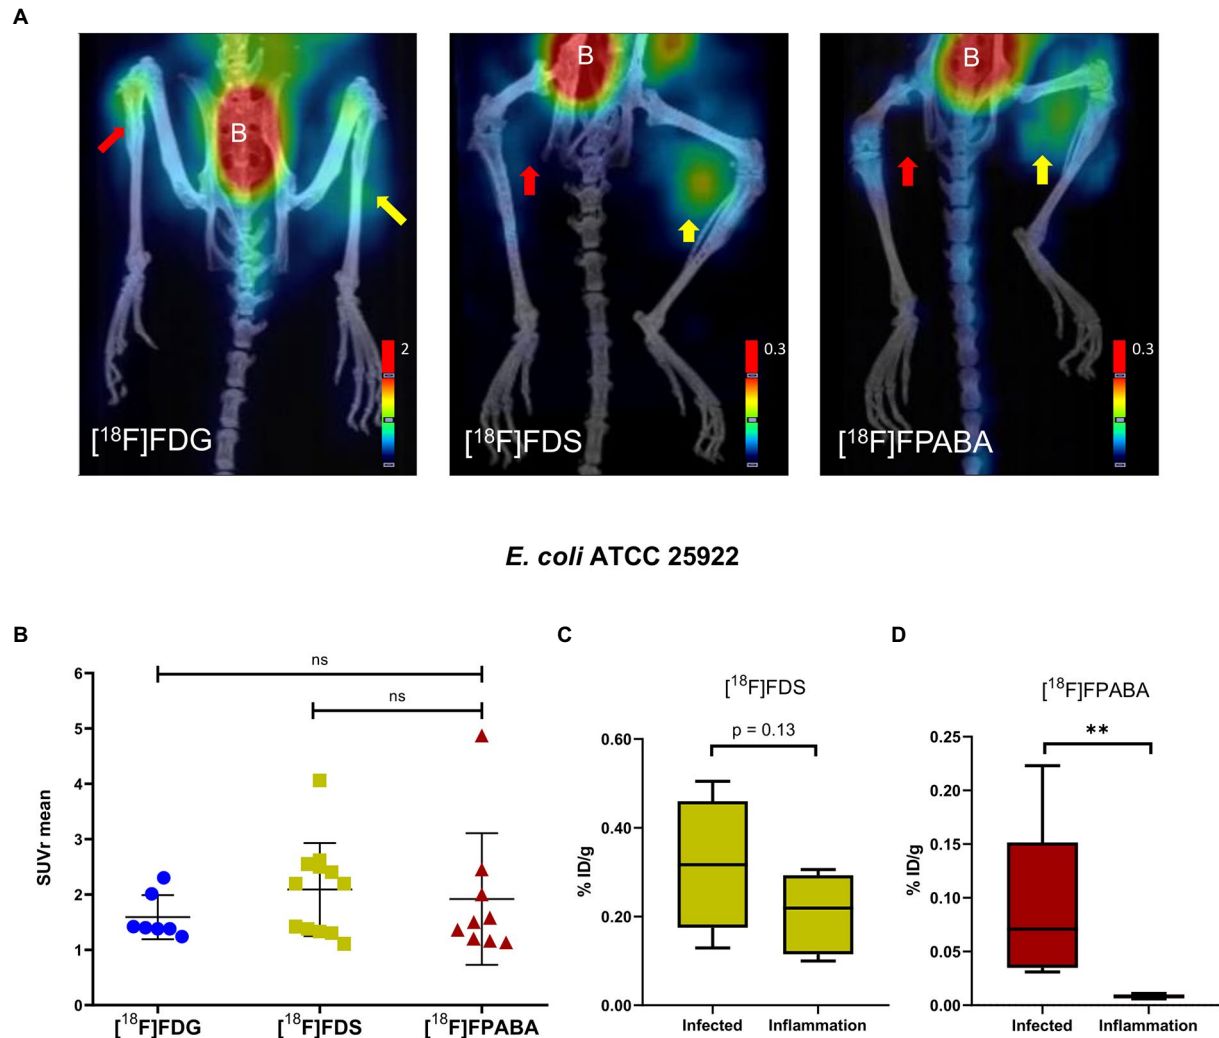 A
B
B
B
2
0.3
0.3
[¹⁸F]FDG
[¹⁸F]FDS
[¹⁸F]FPABA
E. coli ATCC 25922
B
ns
ns
SUVr mean
6
5
4
3
2
1
0
[¹⁸F]FDG
[¹⁸F]FDS
[¹⁸F]FPABA
C
[¹⁸F]FDS
p = 0.13
% ID/g
0.60
0.40
0.20
0.00
Infected
Inflammation
D
[¹⁸F]FPABA
**
% ID/g
0.25
0.20
0.15
0.10
0.05
0.00
Infected
Inflammation